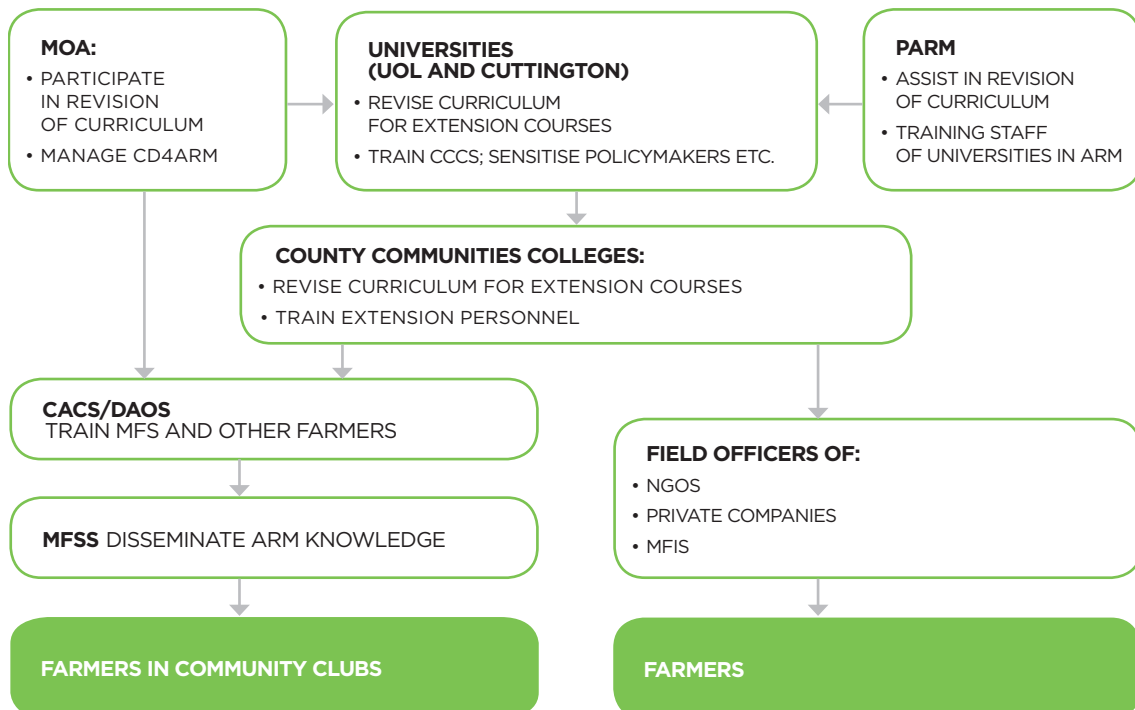 MOA:
• PARTICIPATE
IN REVISION
OF CURRICULUM
• MANAGE CD4ARM
UNIVERSITIES
(UOL AND CUTTINGTON)
• REVISE CURRICULUM
FOR EXTENSION COURSES
• TRAIN CCCS; SENSITISE POLICYMAKERS ETC.
PARM
• ASSIST IN REVISION
OF CURRICULUM
• TRAINING STAFF
OF UNIVERSITIES IN ARM
COUNTY COMMUNITIES COLLEGES:
• REVISE CURRICULUM FOR EXTENSION COURSES
• TRAIN EXTENSION PERSONNEL
CACS/DAOS
TRAIN MFS AND OTHER FARMERS
MFSS DISSEMINATE ARM KNOWLEDGE
FARMERS IN COMMUNITY CLUBS
FIELD OFFICERS OF:
• NGOS
• PRIVATE COMPANIES
• MFIS
FARMERS